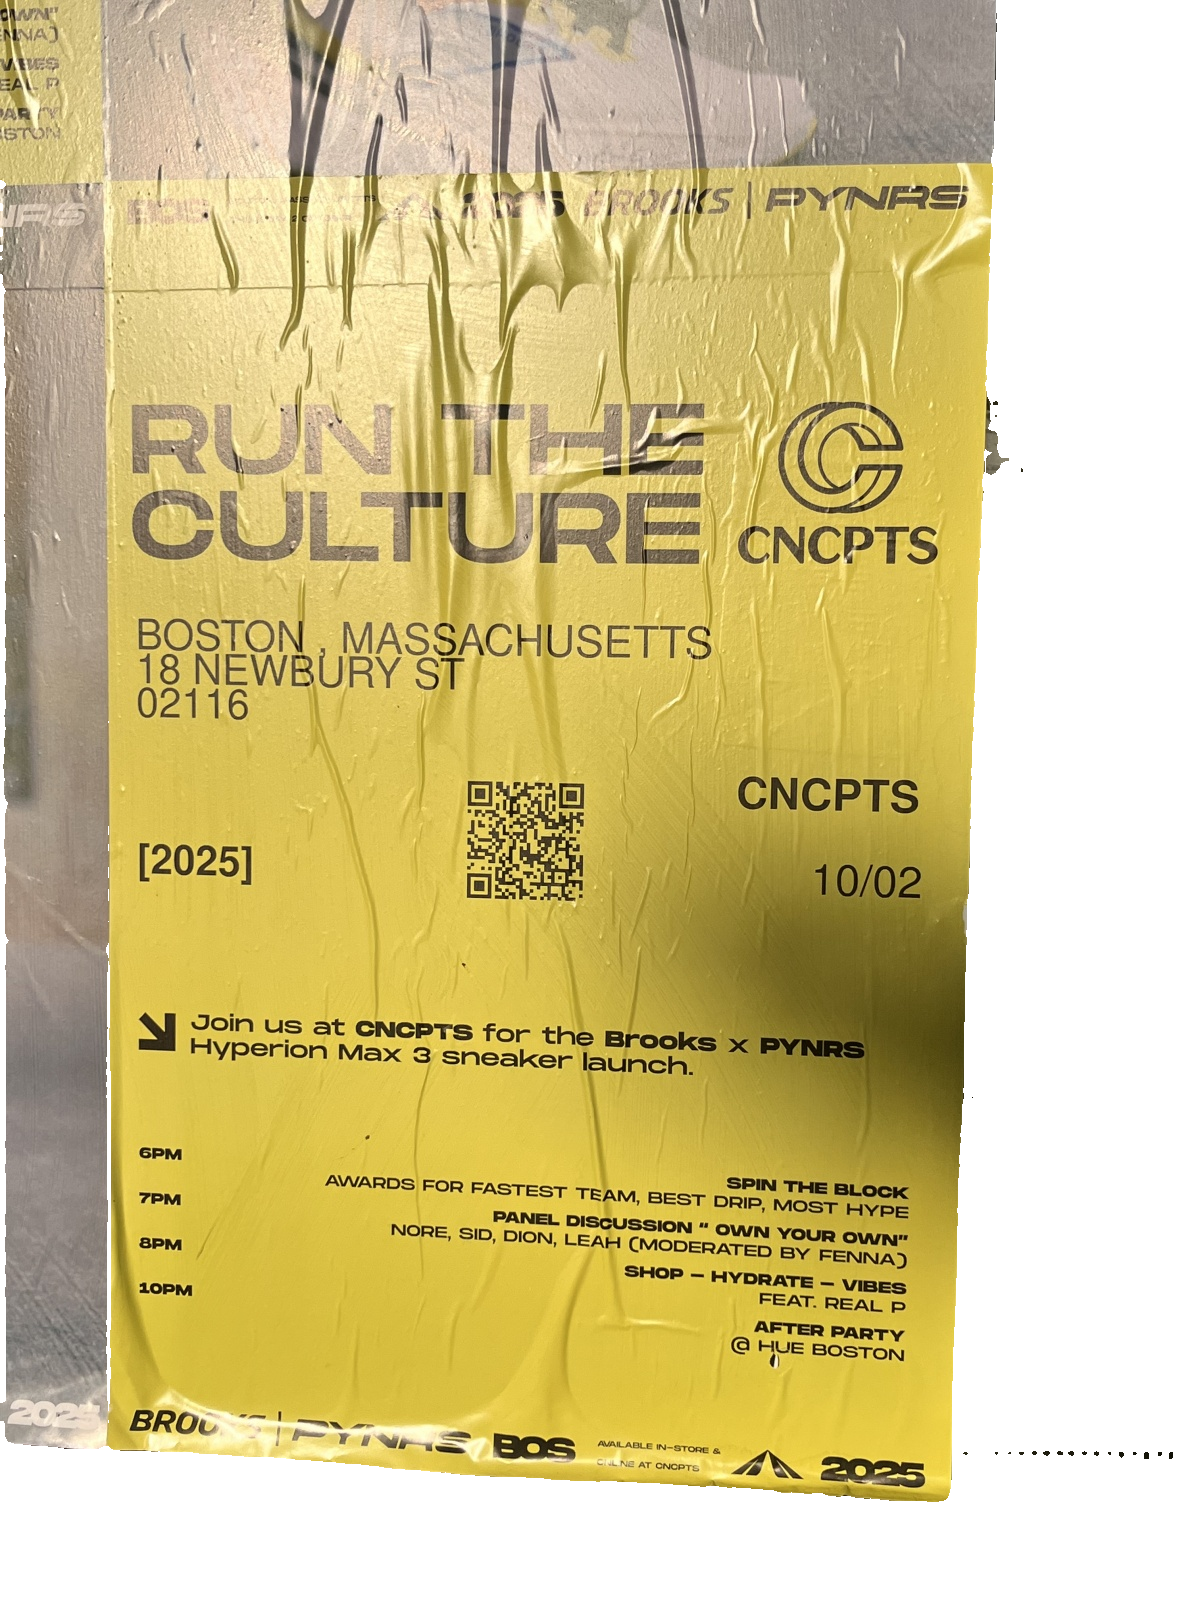 OWN"
ENNA)
VIBES
REAL P
PARTY
BOSTON
NRS
BOS
2025
BROOKS | PYNRS
RUN THE
CULTURE
CNCPTS
BOSTON , MASSACHUSETTS
18 NEWBURY ST
02116
CNCPTS
[2025]
10/02
Join us at CNCPTS for the Brooks x PYNRS
Hyperion Max 3 sneaker launch.
6PM
SPIN THE BLOCK
AWARDS FOR FASTEST TEAM, BEST DRIP, MOST HYPE
7PM
PANEL DISCUSSION " OWN YOUR OWN"
NORE, SID, DION, LEAH (MODERATED BY FENNA)
8PM
SHOP – HYDRATE – VIBES
FEAT. REAL P
10PM
AFTER PARTY
@ HUE BOSTON
2025
BROOKS | PYNRS BOS
AVAILABLE IN-STORE &
ONLINE AT CNCPTS
2025